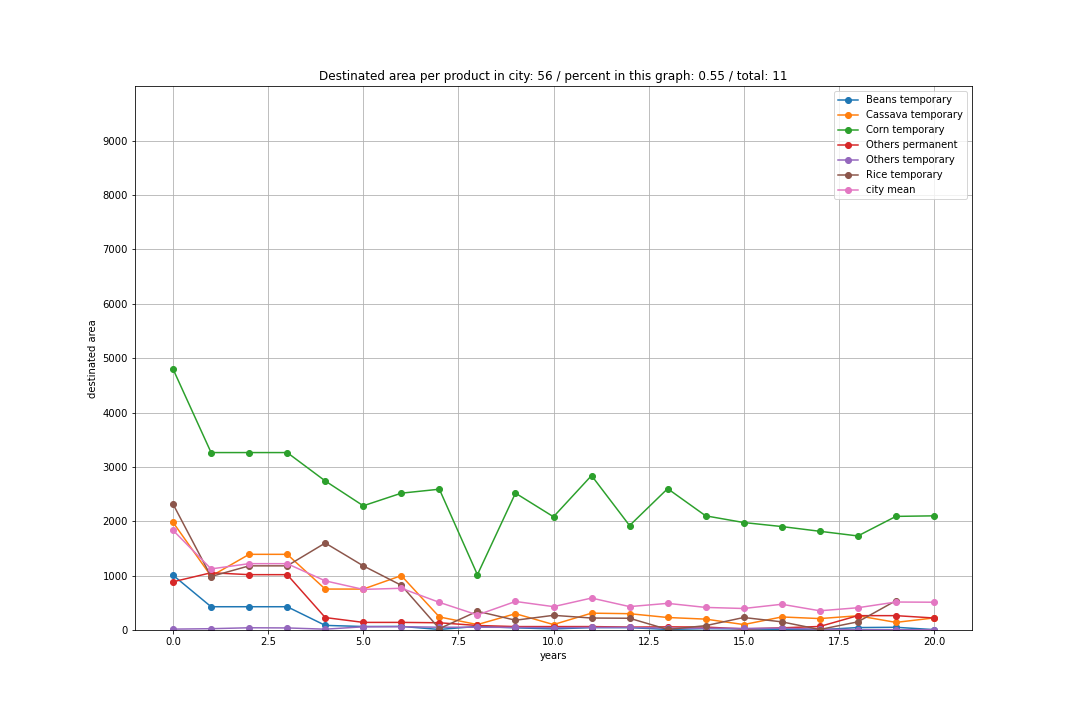 Destinated area per product in city: 56 / percent in this graph: 0.55 / total: 11
Beans temporary
Cassava temporary
Corn temporary
Others permanent
Others temporary
Rice temporary
city mean
destinated area
9000
8000
7000
6000
5000
4000
3000
2000
1000
0
0.0 2.5 5.0 7.5 10.0 12.5 15.0 17.5 20.0
years